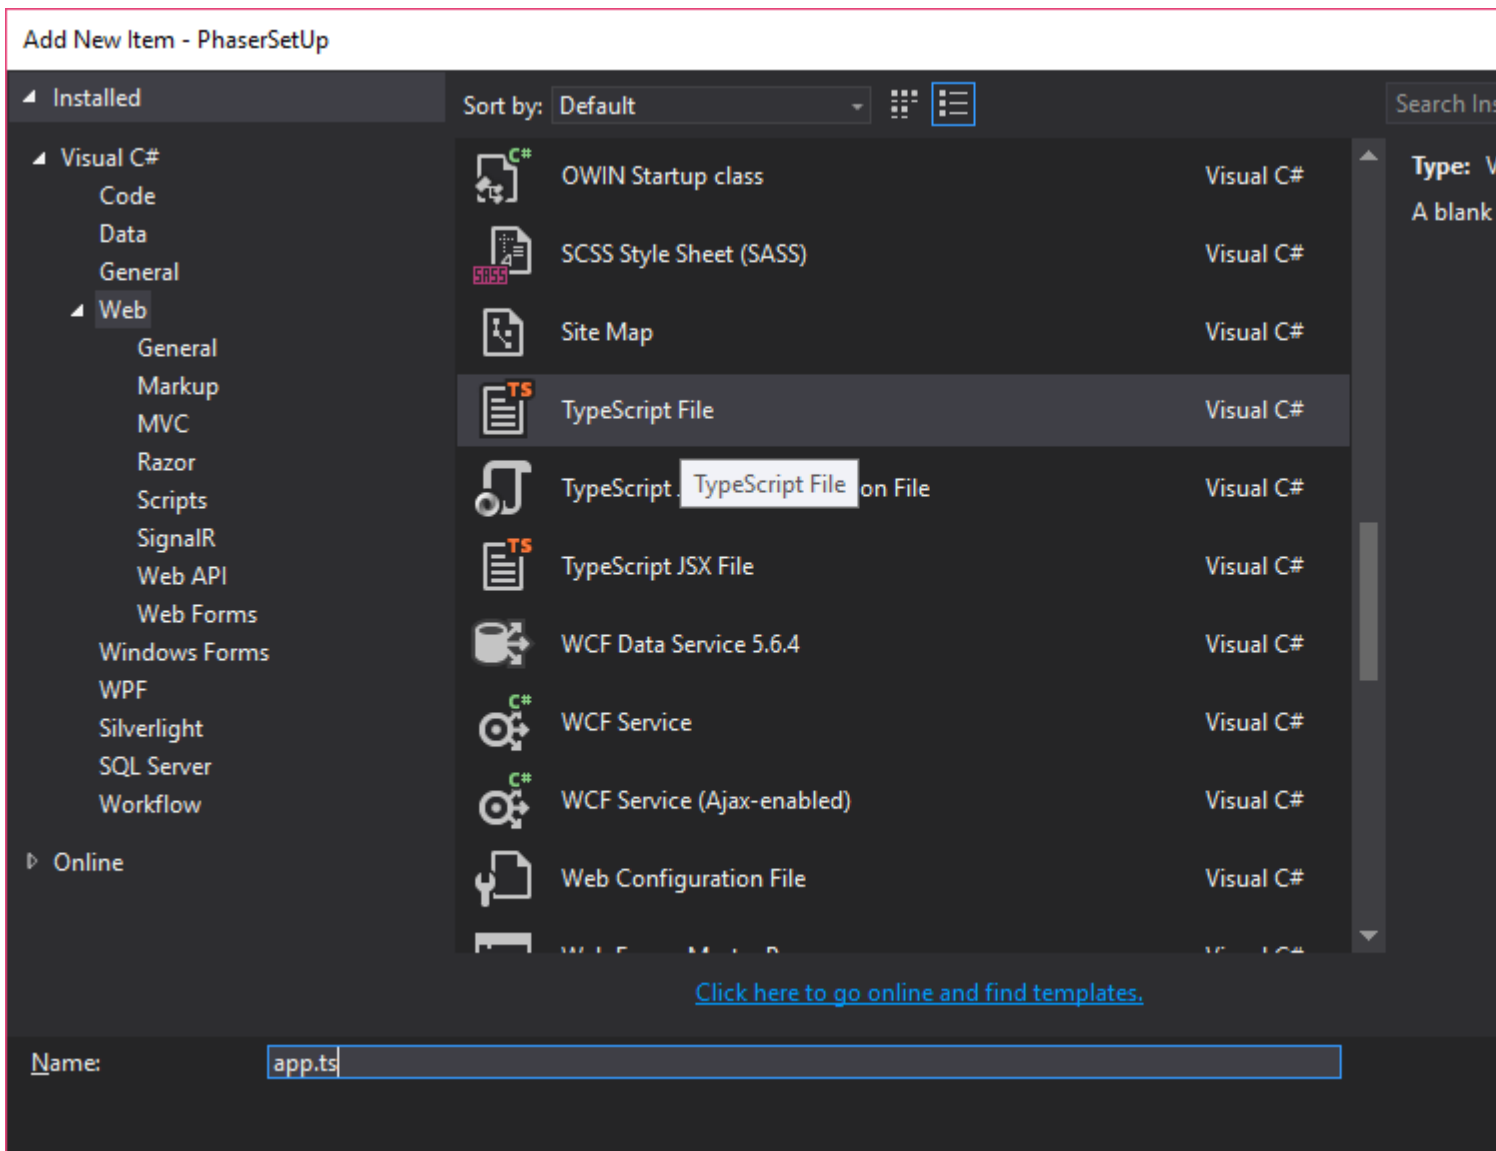 Add New Item - PhaserSetUp
Installed
Sort by: Default
Search Ins
Visual C#
Code
Data
General
Web
General
Markup
MVC
Razor
Scripts
SignalR
Web API
Web Forms
Windows Forms
WPF
Silverlight
SQL Server
Workflow
Online
C#
OWIN Startup class Visual C#
SASS
SCSS Style Sheet (SASS) Visual C#
Site Map Visual C#
TS
TypeScript File Visual C#
TypeScript on File Visual C#
TypeScript File
TS
TypeScript JSX File Visual C#
WCF Data Service 5.6.4 Visual C#
C#
WCF Service Visual C#
C#
WCF Service (Ajax-enabled) Visual C#
Web Configuration File Visual C#
Type: V
A blank
Click here to go online and find templates.
Name: app.ts